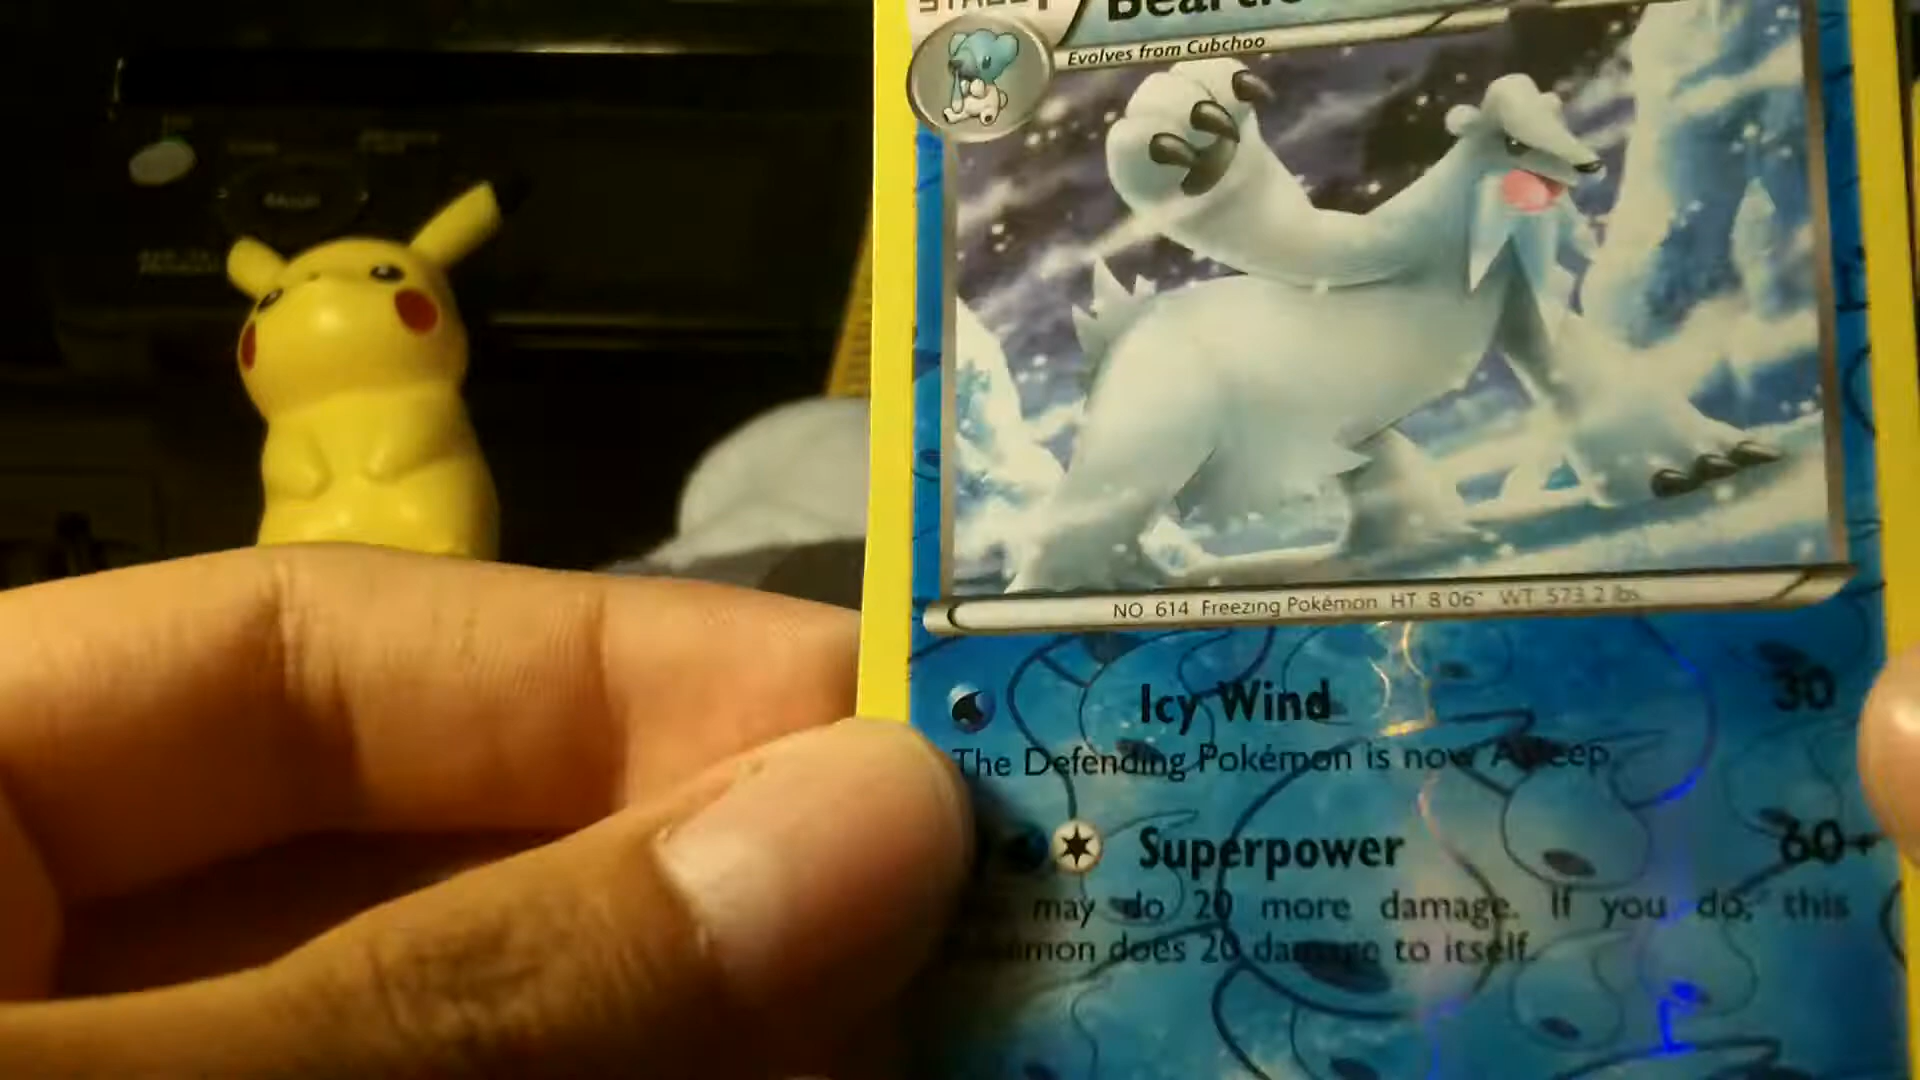 Evolves from Cubchoo
NO. 614 Freezing Pokémon HT: 8'06" WT: 573.2 lbs.
Icy Wind 30
The Defending Pokémon is now Asleep.
Superpower 60+
may do 20 more damage. If you do, this
does 20 damage to itself.